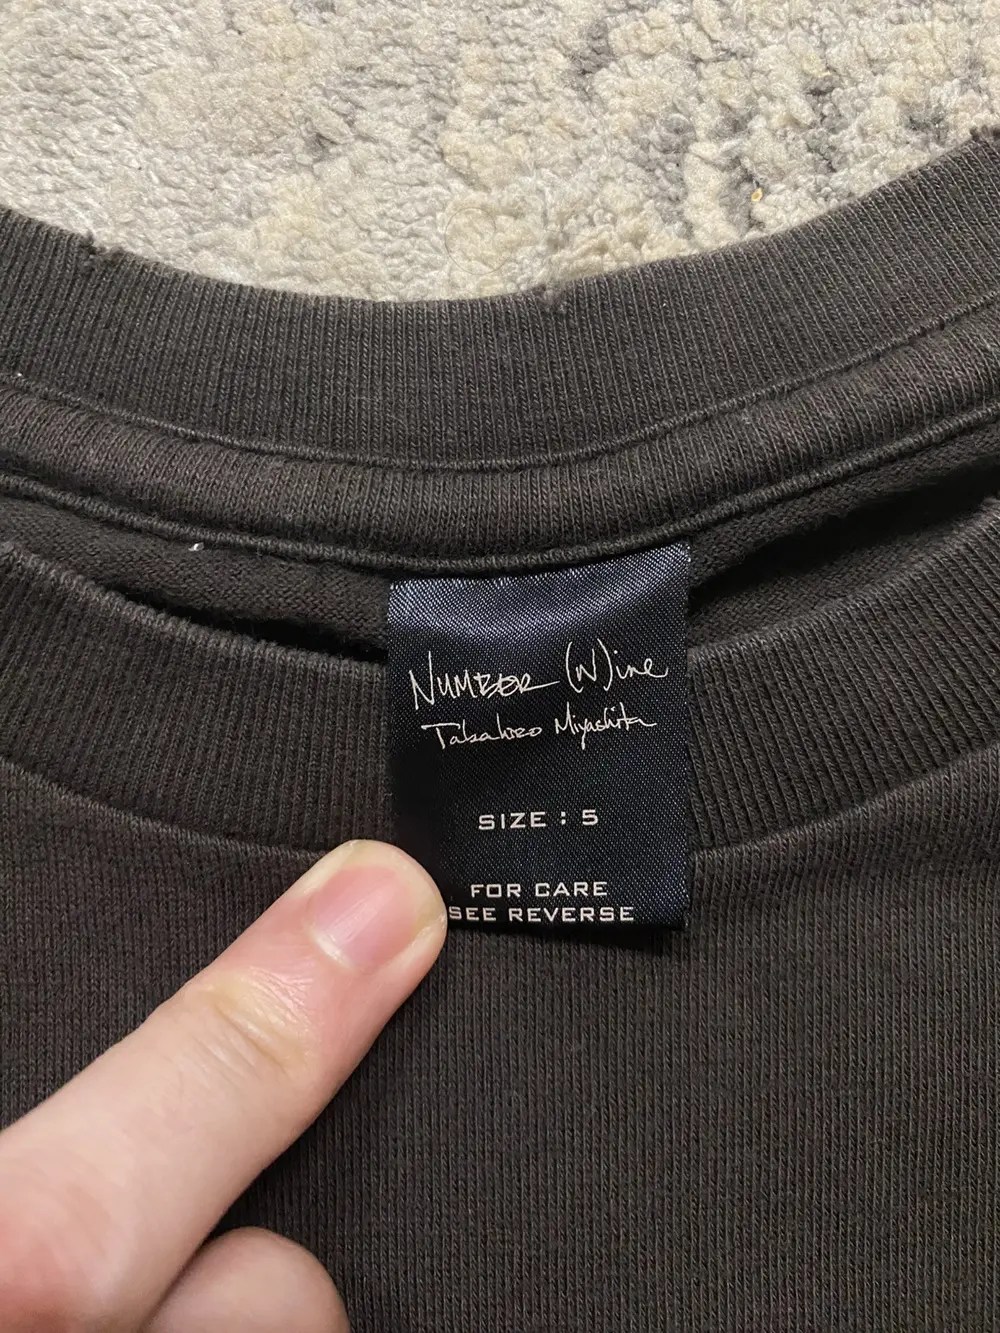 NUMBER (N)ine
Takahiro Miyashita
SIZE : 5
FOR CARE
SEE REVERSE